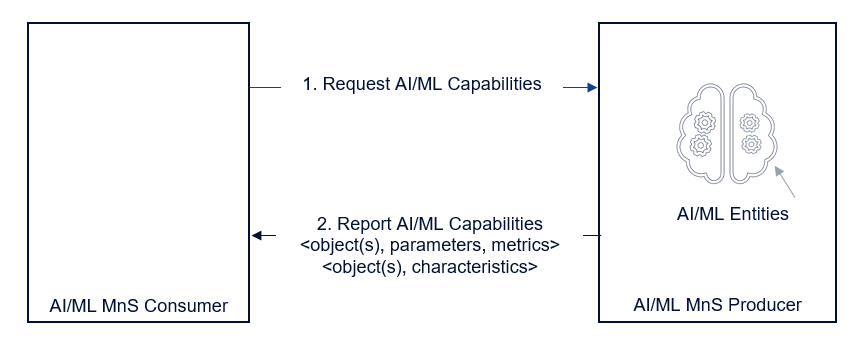 1. Request AI/ML Capabilities
AI/ML Entities
2. Report AI/ML Capabilities
<object(s), parameters, metrics>
<object(s), characteristics>
AI/ML MnS Consumer
AI/ML MnS Producer